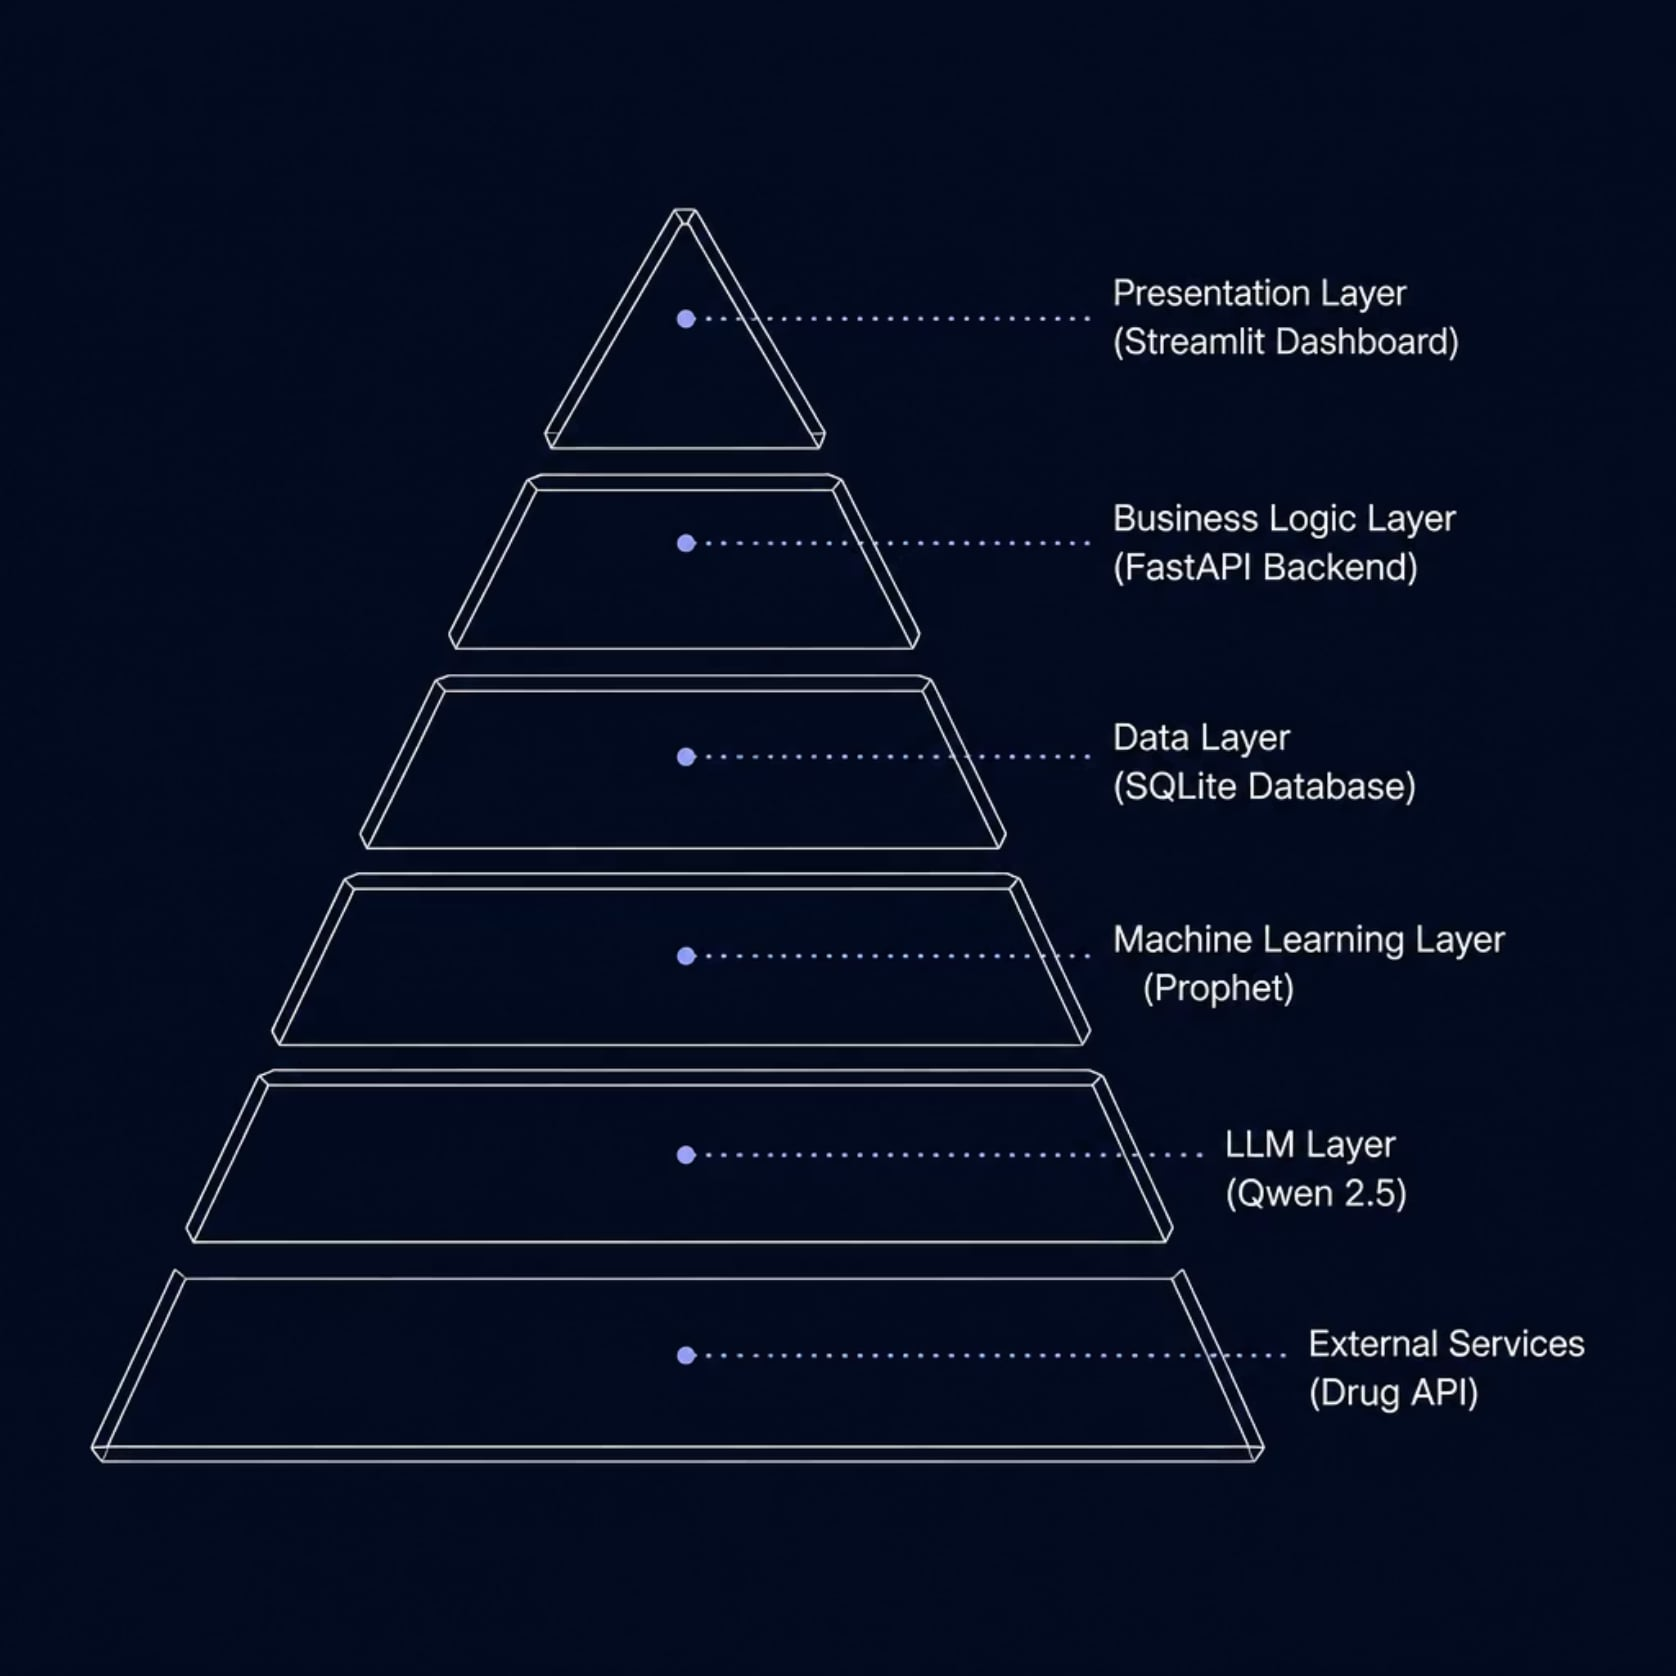 Presentation Layer
(Streamlit Dashboard)
Business Logic Layer
(FastAPI Backend)
Data Layer
(SQLite Database)
Machine Learning Layer
(Prophet)
LLM Layer
(Qwen 2.5)
External Services
(Drug API)